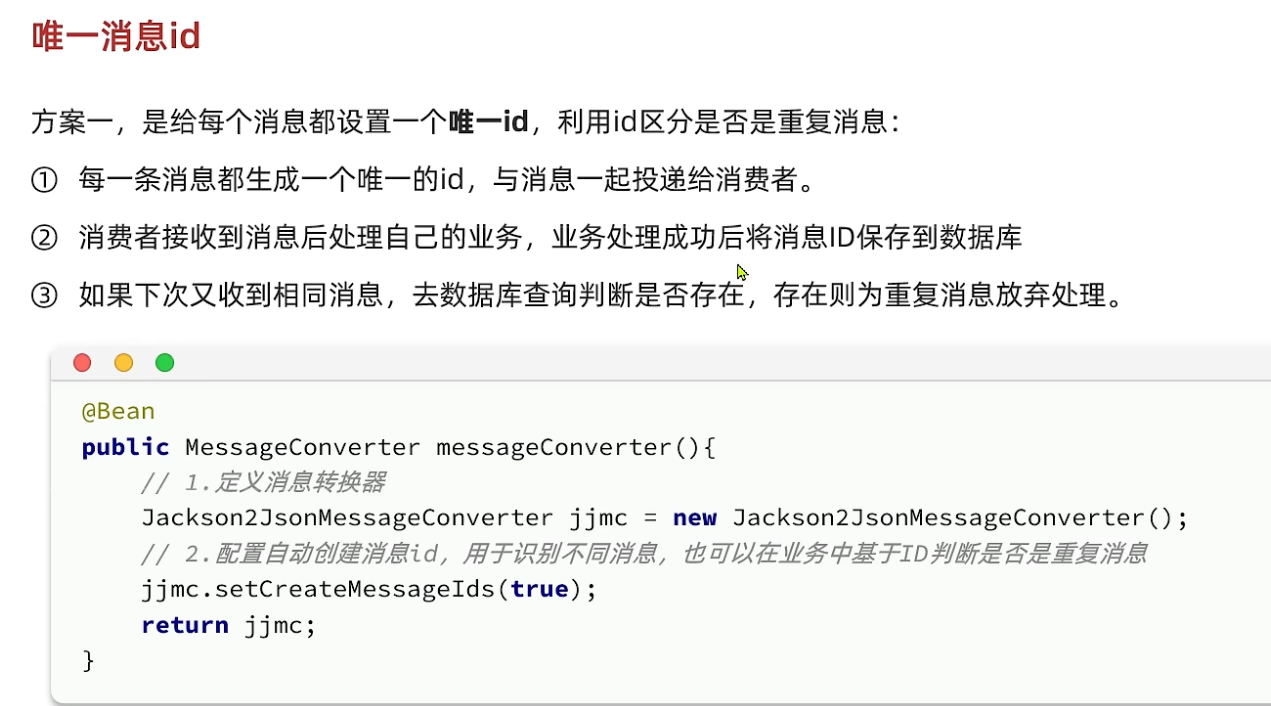 唯一消息id
方案一，是给每个消息都设置一个唯一id，利用id区分是否是重复消息：
① 每一条消息都生成一个唯一的id，与消息一起投递给消费者。
② 消费者接收到消息后处理自己的业务，业务处理成功后将消息ID保存到数据库
③ 如果下次又收到相同消息，去数据库查询判断是否存在，存在则为重复消息放弃处理。
@Bean
public MessageConverter messageConverter(){
    // 1.定义消息转换器
    Jackson2JsonMessageConverter jjmc = new Jackson2JsonMessageConverter();
    // 2.配置自动创建消息id，用于识别不同消息，也可以在业务中基于ID判断是否是重复消息
    jjmc.setCreateMessageIds(true);
    return jjmc;
}